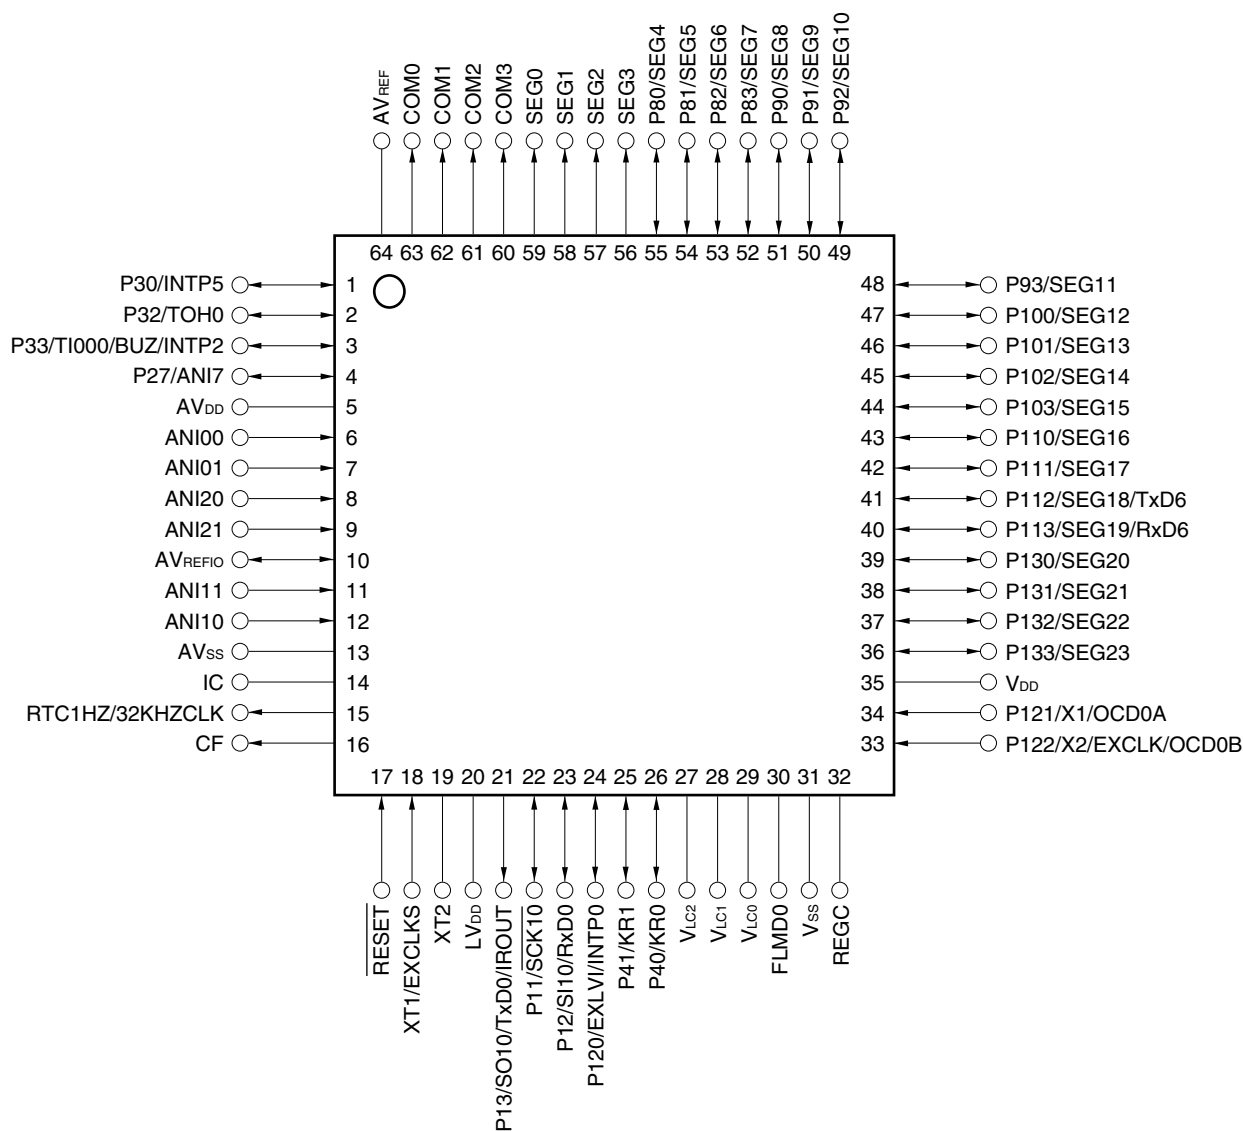 AVREF
COM0
COM1
COM2
COM3
SEG0
SEG1
SEG2
SEG3
P80/SEG4
P81/SEG5
P82/SEG6
P83/SEG7
P90/SEG8
P91/SEG9
P92/SEG10
64 63 62 61 60 59 58 57 56 55 54 53 52 51 50 49
P30/INTP5 1
P32/TOH0 2
P33/TI000/BUZ/INTP2 3
P27/ANI7 4
AVDD 5
ANI00 6
ANI01 7
ANI20 8
ANI21 9
AVREFIO 10
ANI11 11
ANI10 12
AVSS 13
IC 14
RTC1HZ/32KHZCLK 15
CF 16
48 P93/SEG11
47 P100/SEG12
46 P101/SEG13
45 P102/SEG14
44 P103/SEG15
43 P110/SEG16
42 P111/SEG17
41 P112/SEG18/TxD6
40 P113/SEG19/RxD6
39 P130/SEG20
38 P131/SEG21
37 P132/SEG22
36 P133/SEG23
35 VDD
34 P121/X1/OCD0A
33 P122/X2/EXCLK/OCD0B
17 18 19 20 21 22 23 24 25 26 27 28 29 30 31 32
RESET
XT1/EXCLKS
XT2
LVDD
P13/SO10/TxD0/IROUT
P11/SCK10
P12/SI10/RxD0
P120/EXLVI/INTP0
P41/KR1
P40/KR0
VLC2
VLC1
VLC0
FLMD0
VSS
REGC